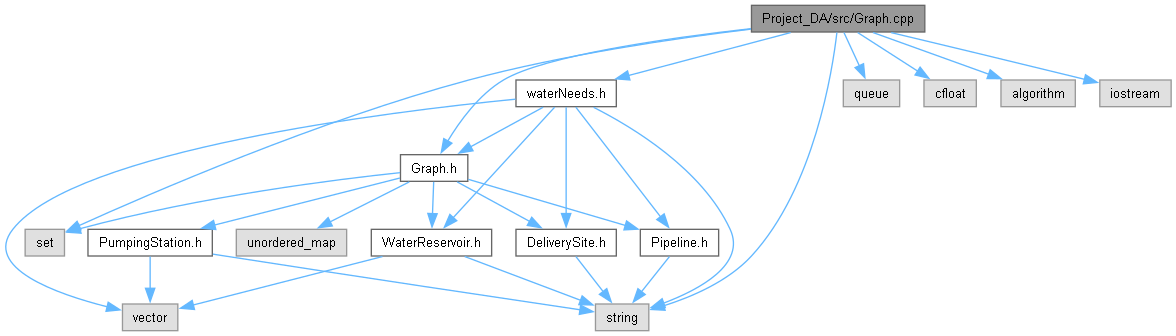 Project_DA/src/Graph.cpp
waterNeeds.h
queue
cfloat
algorithm
iostream
Graph.h
set
PumpingStation.h
unordered_map
WaterReservoir.h
DeliverySite.h
Pipeline.h
vector
string